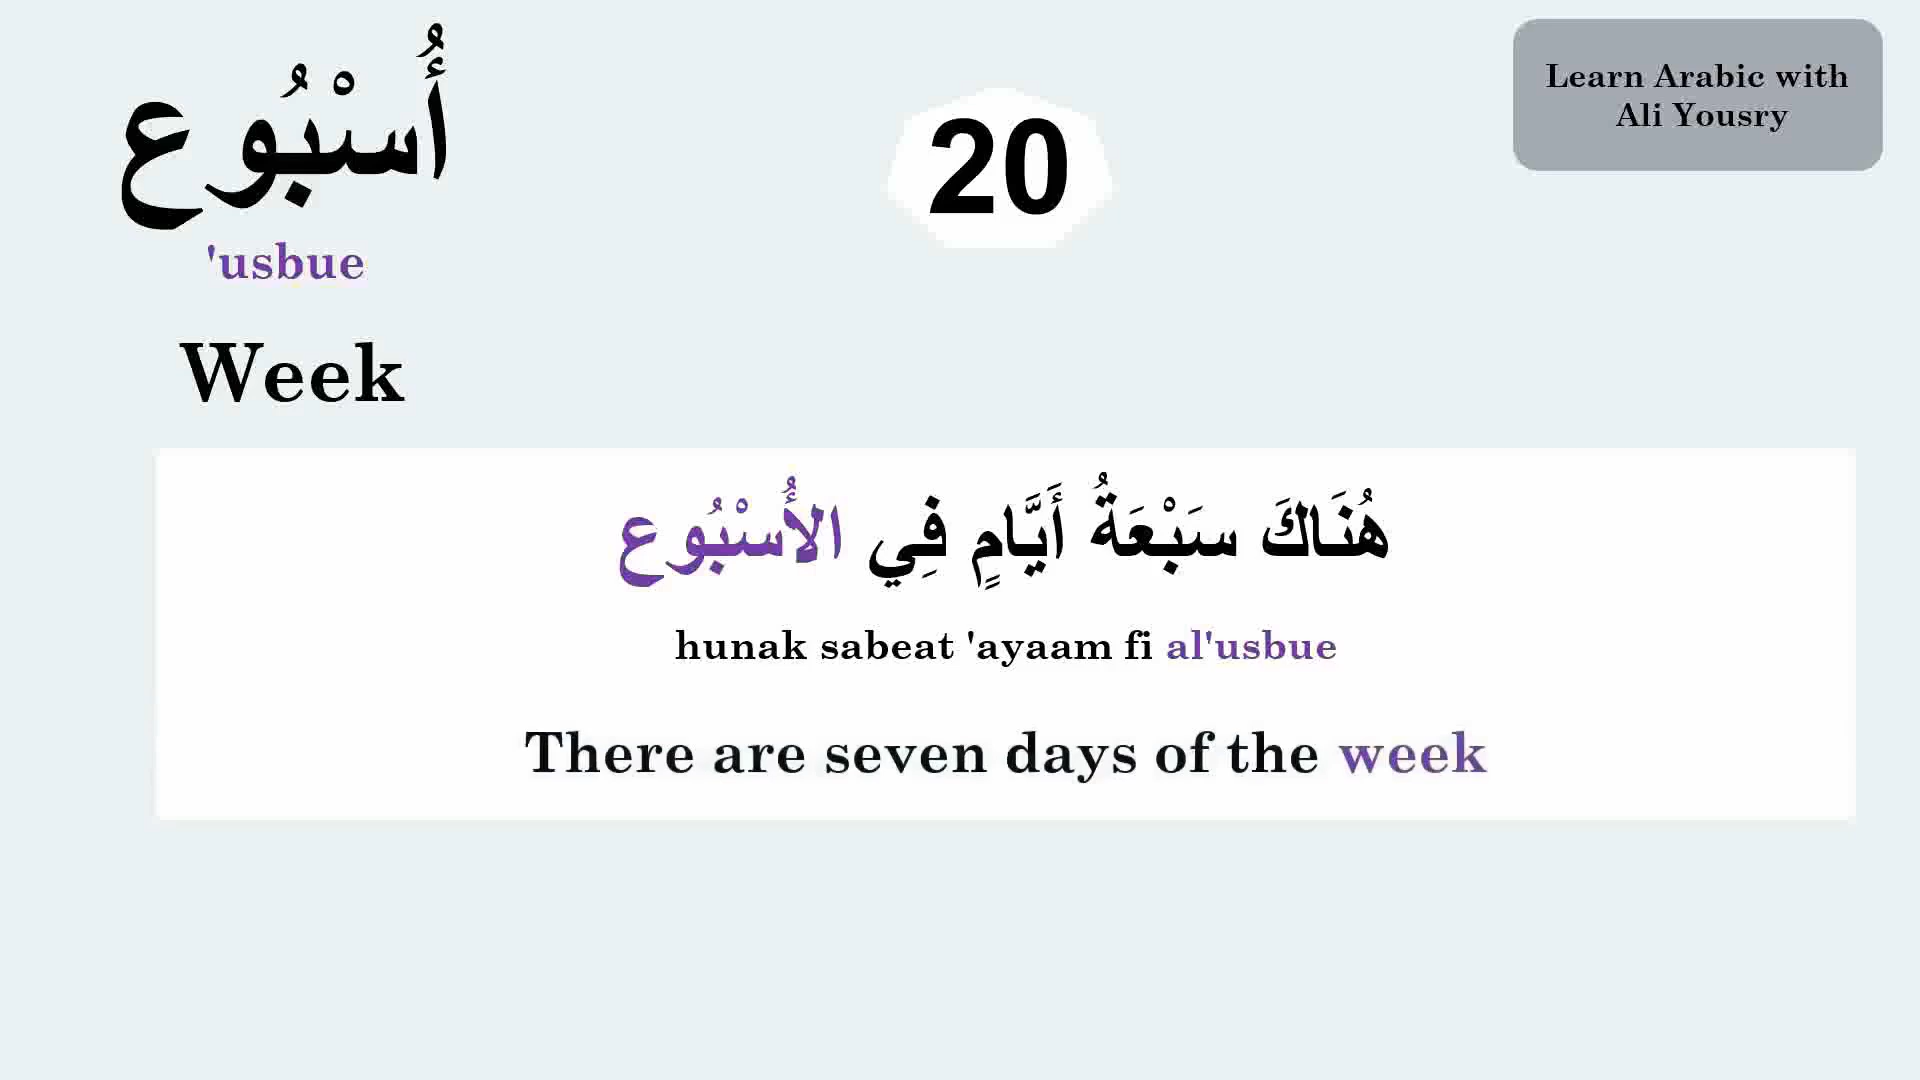 أُسْبُوع
'usbue
Week
20
Learn Arabic with
Ali Yousry
هُنَاكَ سَبْعَةُ أَيَّامٍ فِي الأُسْبُوع
hunak sabeat 'ayaam fi al'usbue
There are seven days of the week